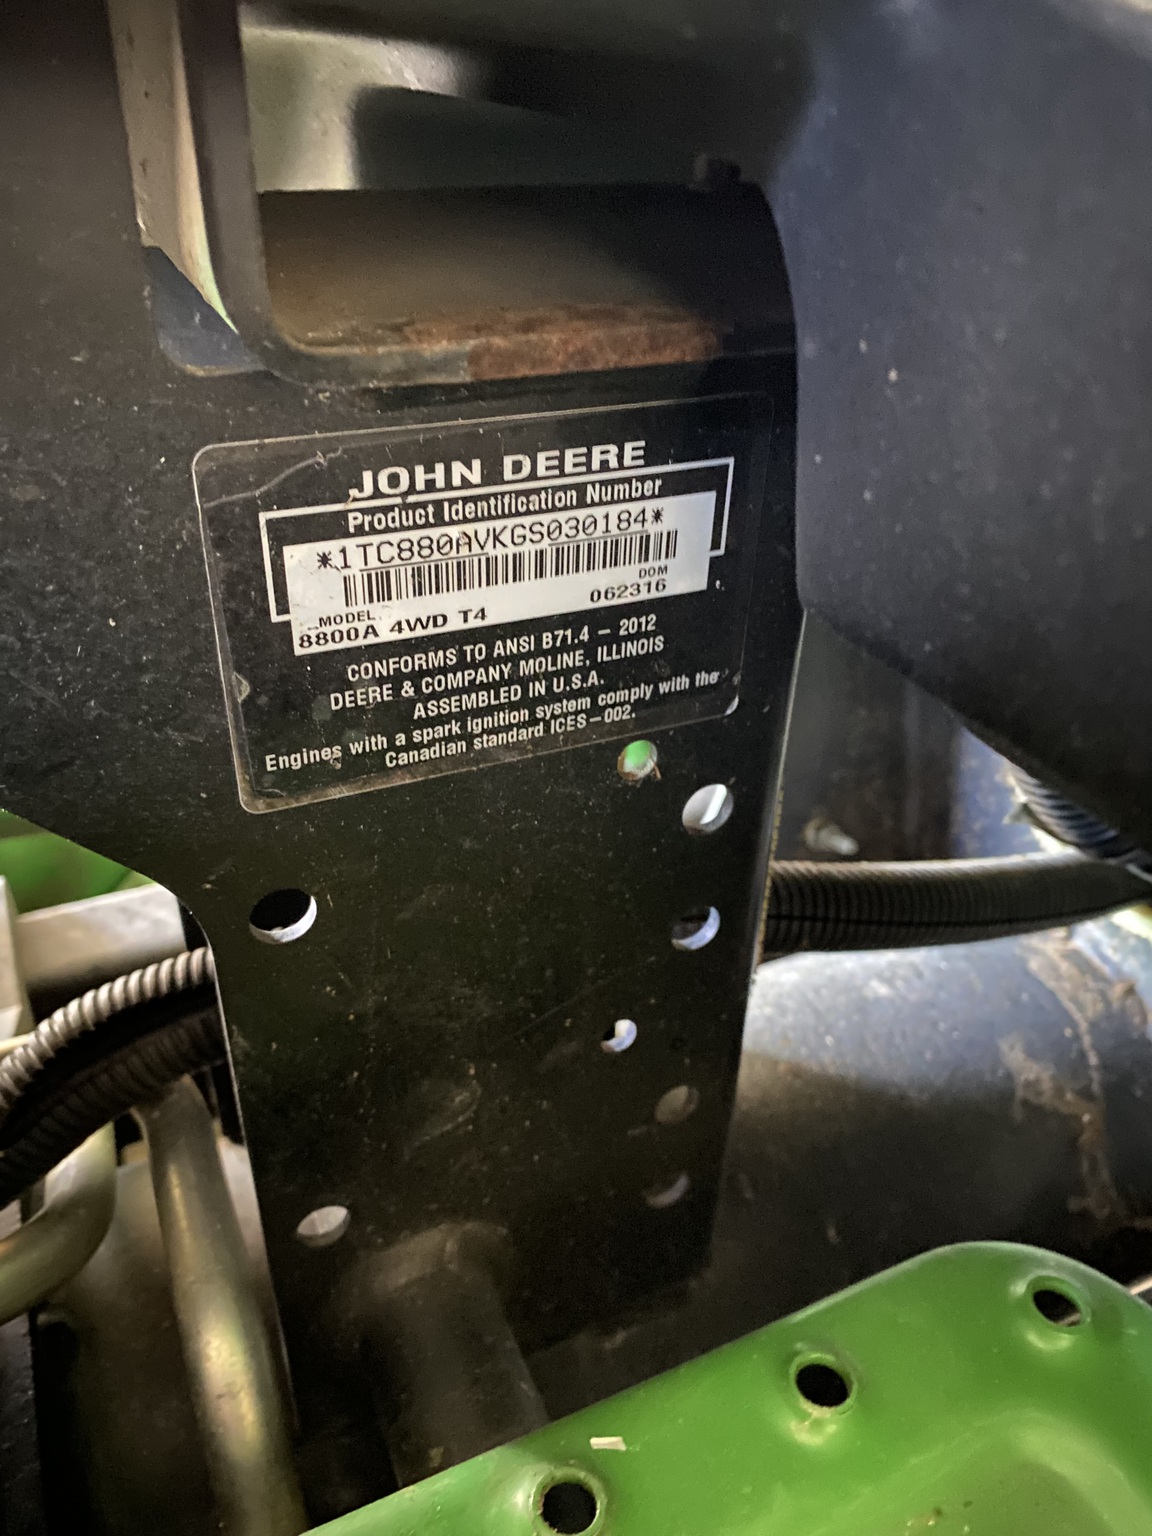 JOHN DEERE
Product Identification Number
*1TC880AVKGS030184*
DOM
MODEL 062316
8800A 4WD T4
CONFORMS TO ANSI B71.4 – 2012
DEERE & COMPANY MOLINE, ILLINOIS
ASSEMBLED IN U.S.A.
Engines with a spark ignition system comply with the
Canadian standard ICES–002.